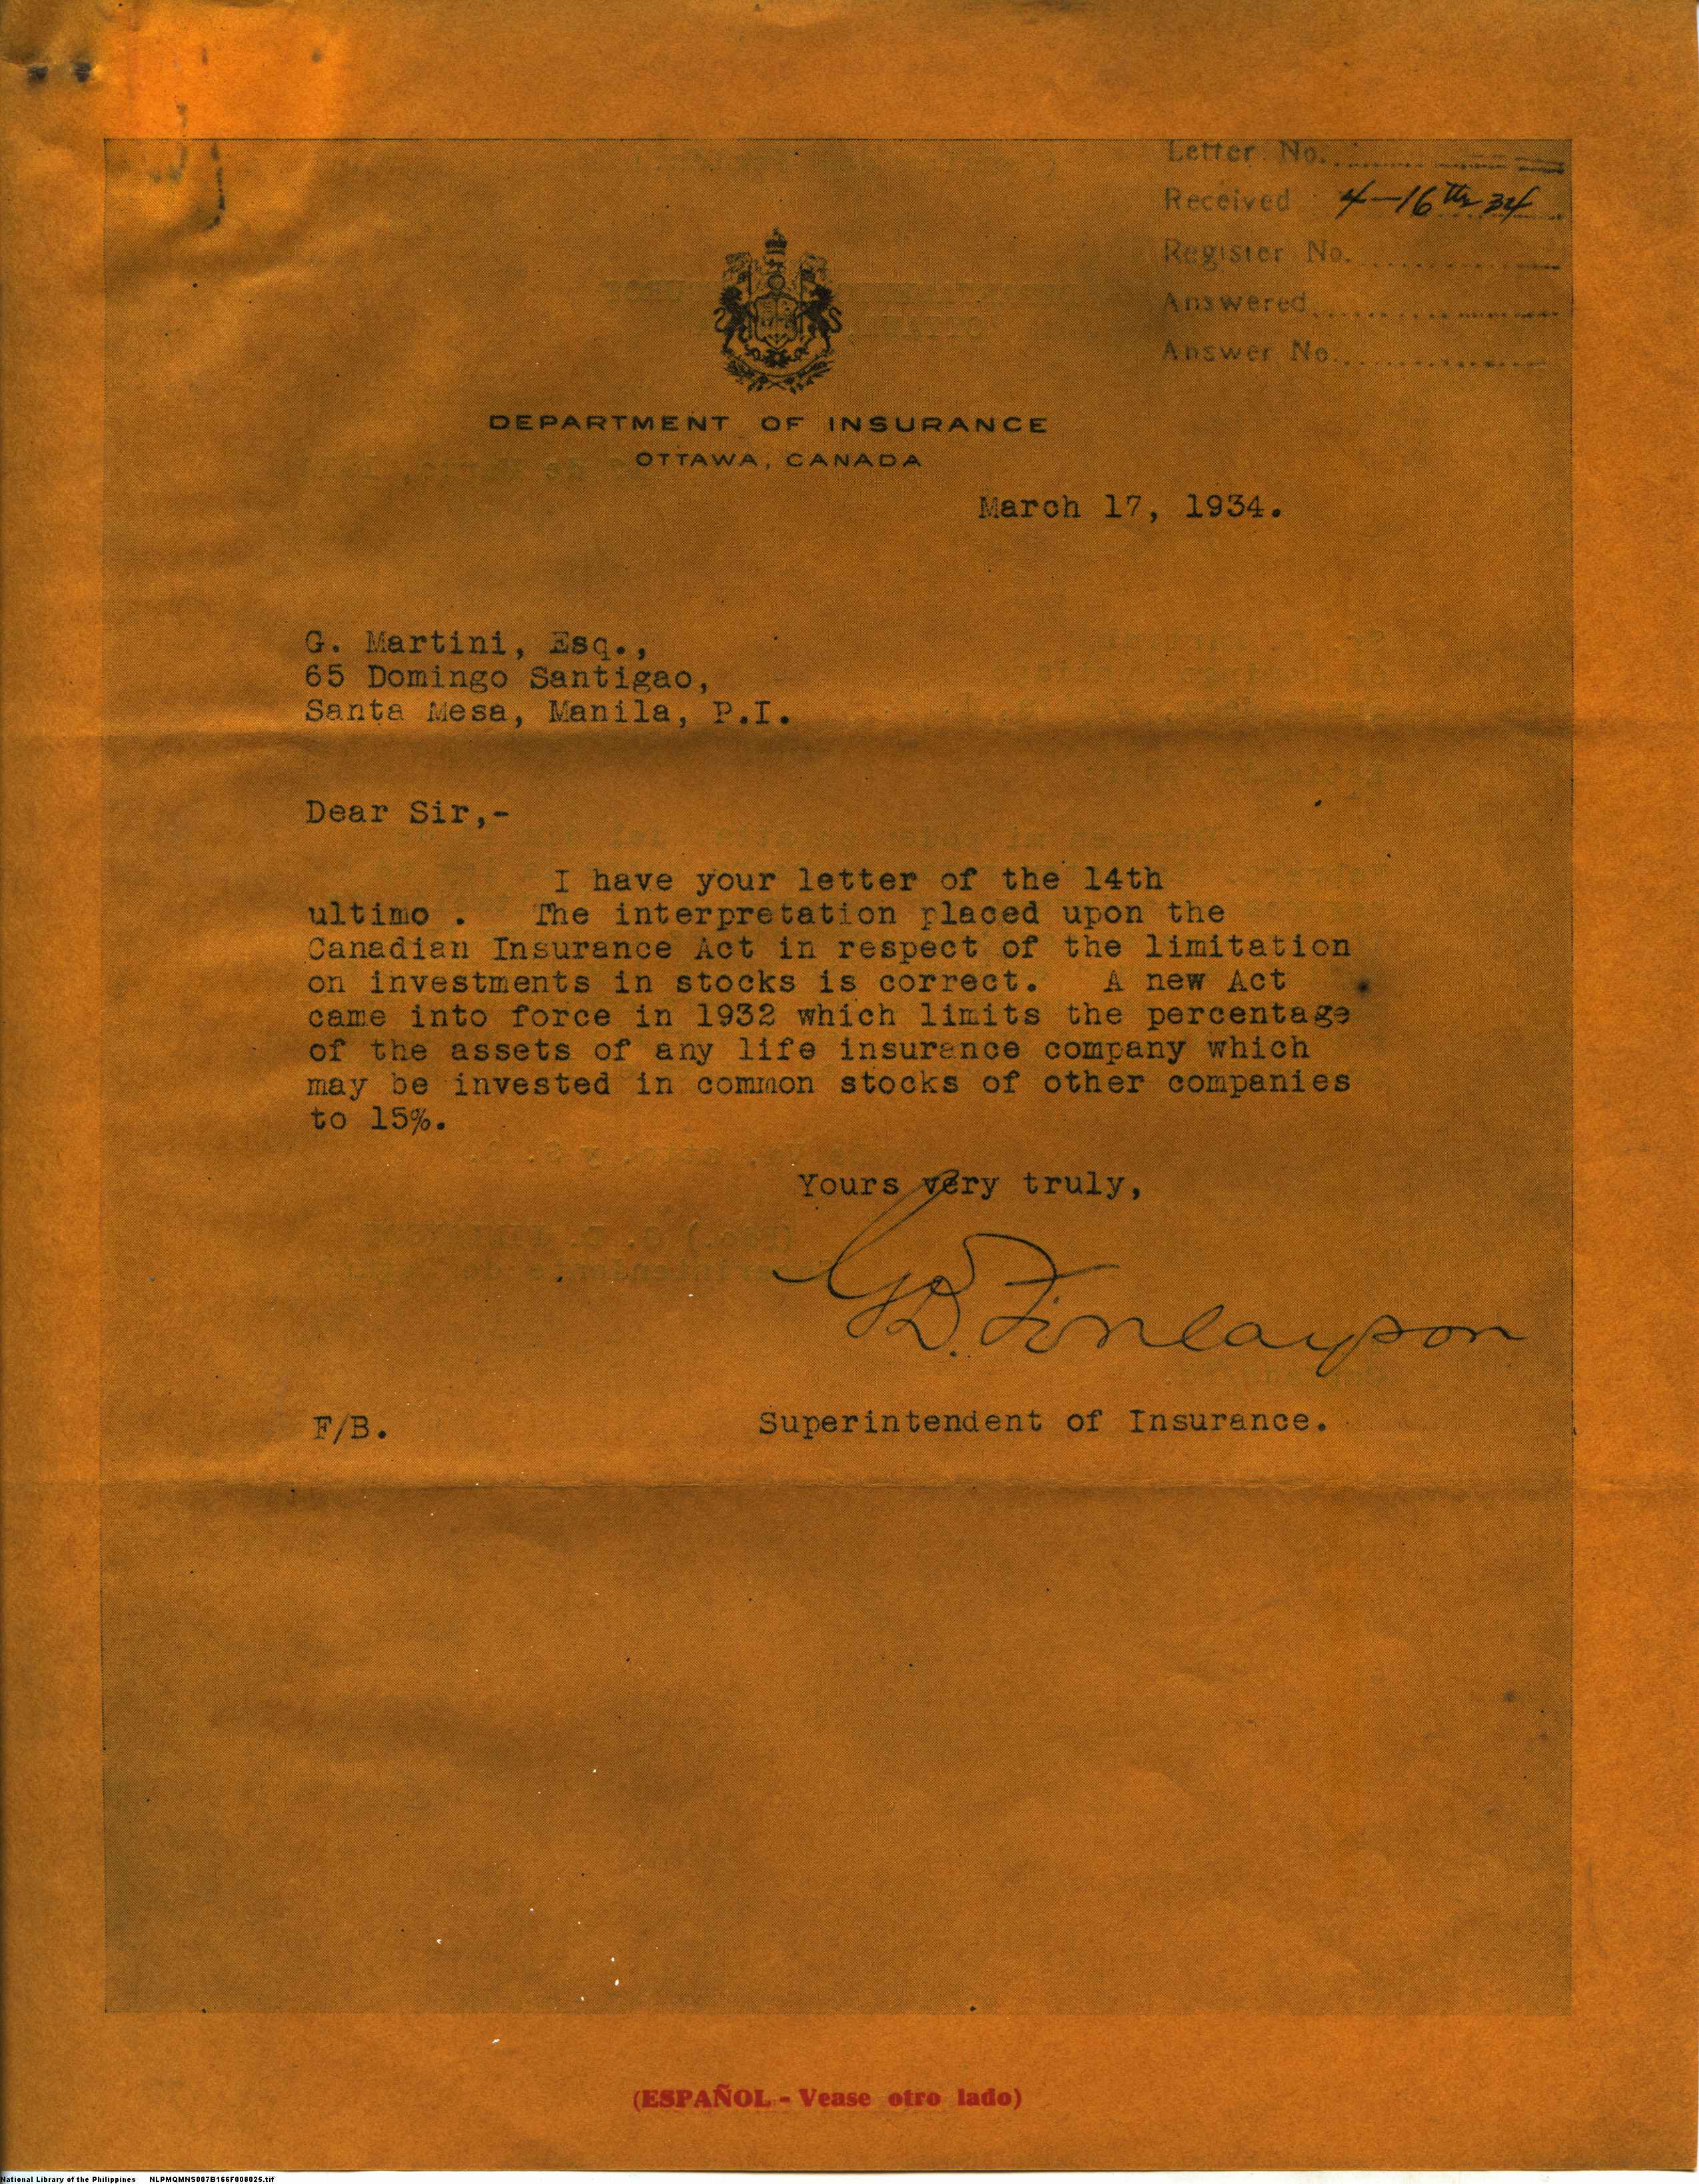 Letter No.
Received 4-16th 34
Register No.
Answered
Answer No.
DEPARTMENT OF INSURANCE
OTTAWA, CANADA
March 17, 1934.
G. Martini, Esq.,
65 Domingo Santigao,
Santa Mesa, Manila, P.I.
Dear Sir,-
I have your letter of the 14th
ultimo . The interpretation placed upon the
Canadian Insurance Act in respect of the limitation
on investments in stocks is correct. A new Act
came into force in 1932 which limits the percentage
of the assets of any life insurance company which
may be invested in common stocks of other companies
to 15%.
Yours very truly,
GD. Finlayson
F/B. Superintendent of Insurance.
(ESPAÑOL - Vease otro lado)
National Library of the Philippines NLPMQMNS007B166F008025.tif